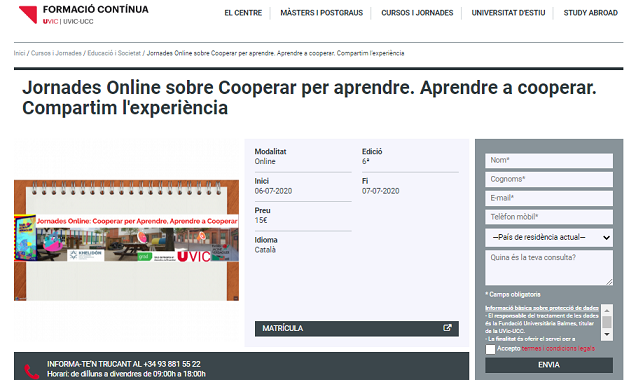 FORMACIÓ CONTÍNUA
UVIC | UVIC·UCC
EL CENTRE
MÀSTERS I POSTGRAUS
CURSOS I JORNADES
UNIVERSITAT D'ESTIU
STUDY ABROAD
Inici / Cursos i Jornades / Educació i Societat / Jornades Online sobre Cooperar per aprendre. Aprendre a cooperar. Compartim l'experiència
Jornades Online sobre Cooperar per aprendre. Aprendre a cooperar.
Compartim l'experiència
Jornades Online: Cooperar per Aprendre. Aprendre a Cooperar
KHELIDÔN
grad
UVIC
Modalitat
Online
Edició
6ª
Inici
06-07-2020
Fi
07-07-2020
Preu
15€
Idioma
Català
MATRÍCULA
Nom*
Cognoms*
E-mail*
Telèfon mòbil*
—País de residència actual—
Quina és la teva consulta?
* Camps obligatoris
Informació bàsica sobre protecció de dades
- El responsable del tractament de les dades
és la Fundació Universitària Balmes, titular
de la UVic-UCC.
- La finalitat és oferir el servei per a
Accepto termes i condicions legals
ENVIA
INFORMA-TE'N TRUCANT AL +34 93 881 55 22
Horari: de dilluns a divendres de 09:00h a 18:00h